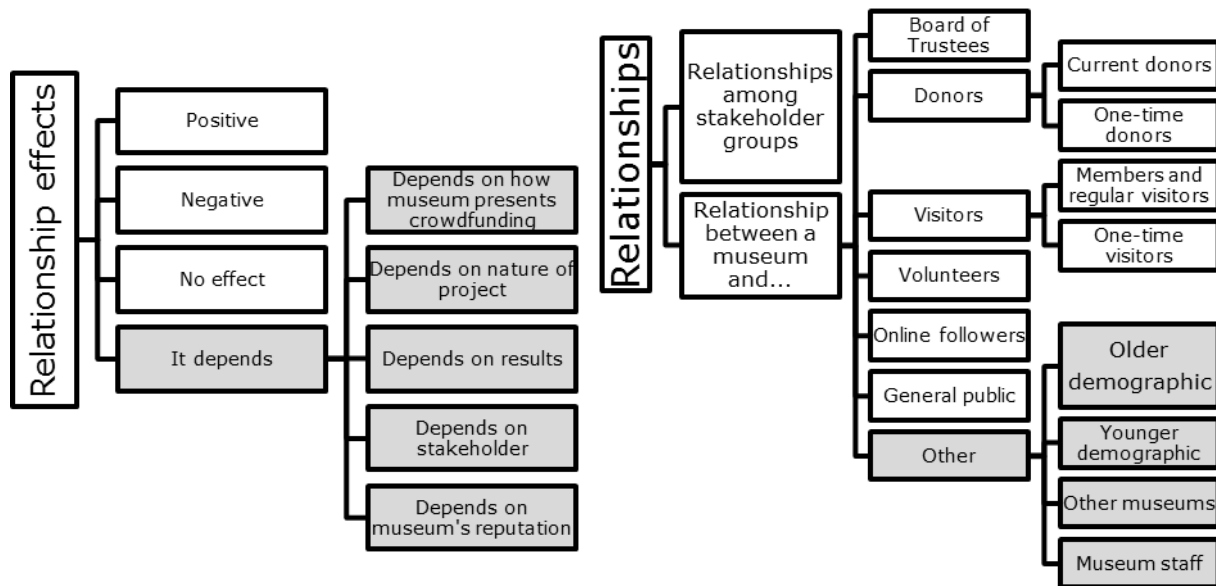 Relationship effects
Positive
Negative
No effect
It depends
Depends on how
museum presents
crowdfunding
Depends on nature of
project
Depends on results
Depends on
stakeholder
Depends on
museum's reputation
Relationships
Relationships
among
stakeholder
groups
Relationship
between a
museum
and...
Board of
Trustees
Donors
Current donors
One-time
donors
Visitors
Members and
regular visitors
One-time
visitors
Volunteers
Online followers
General public
Other
Older
demographic
Younger
demographic
Other museums
Museum staff